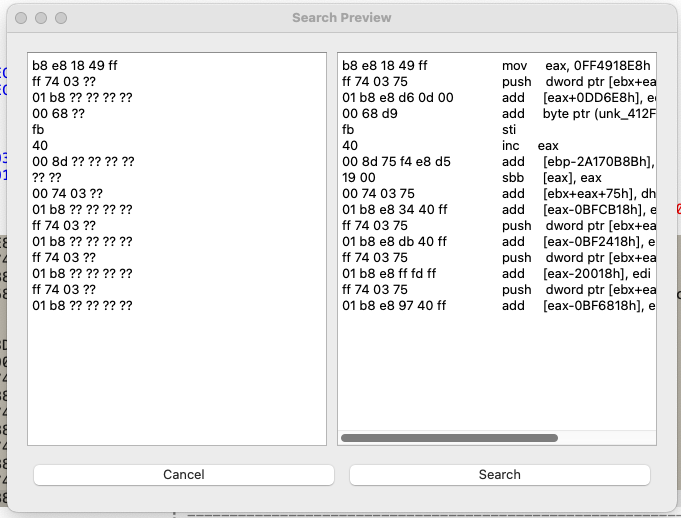 Search Preview
b8 e8 18 49 ff
ff 74 03 ??
01 b8 ?? ?? ?? ??
00 68 ??
fb
40
00 8d ?? ?? ?? ??
?? ??
00 74 03 ??
01 b8 ?? ?? ?? ??
ff 74 03 ??
01 b8 ?? ?? ?? ??
ff 74 03 ??
01 b8 ?? ?? ?? ??
ff 74 03 ??
01 b8 ?? ?? ?? ??
b8 e8 18 49 ff mov eax, 0FF4918E8h
ff 74 03 75 push dword ptr [ebx+ea
01 b8 e8 d6 0d 00 add [eax+0DD6E8h], e
00 68 d9 add byte ptr (unk_412F
fb sti
40 inc eax
00 8d 75 f4 e8 d5 add [ebp-2A170B8Bh],
19 00 sbb [eax], eax
00 74 03 75 add [ebx+eax+75h], dh
01 b8 e8 34 40 ff add [eax-0BFCB18h], e
ff 74 03 75 push dword ptr [ebx+ea
01 b8 e8 db 40 ff add [eax-0BF2418h], e
ff 74 03 75 push dword ptr [ebx+ea
01 b8 e8 ff fd ff add [eax-20018h], edi
ff 74 03 75 push dword ptr [ebx+ea
01 b8 e8 97 40 ff add [eax-0BF6818h], e
Cancel
Search